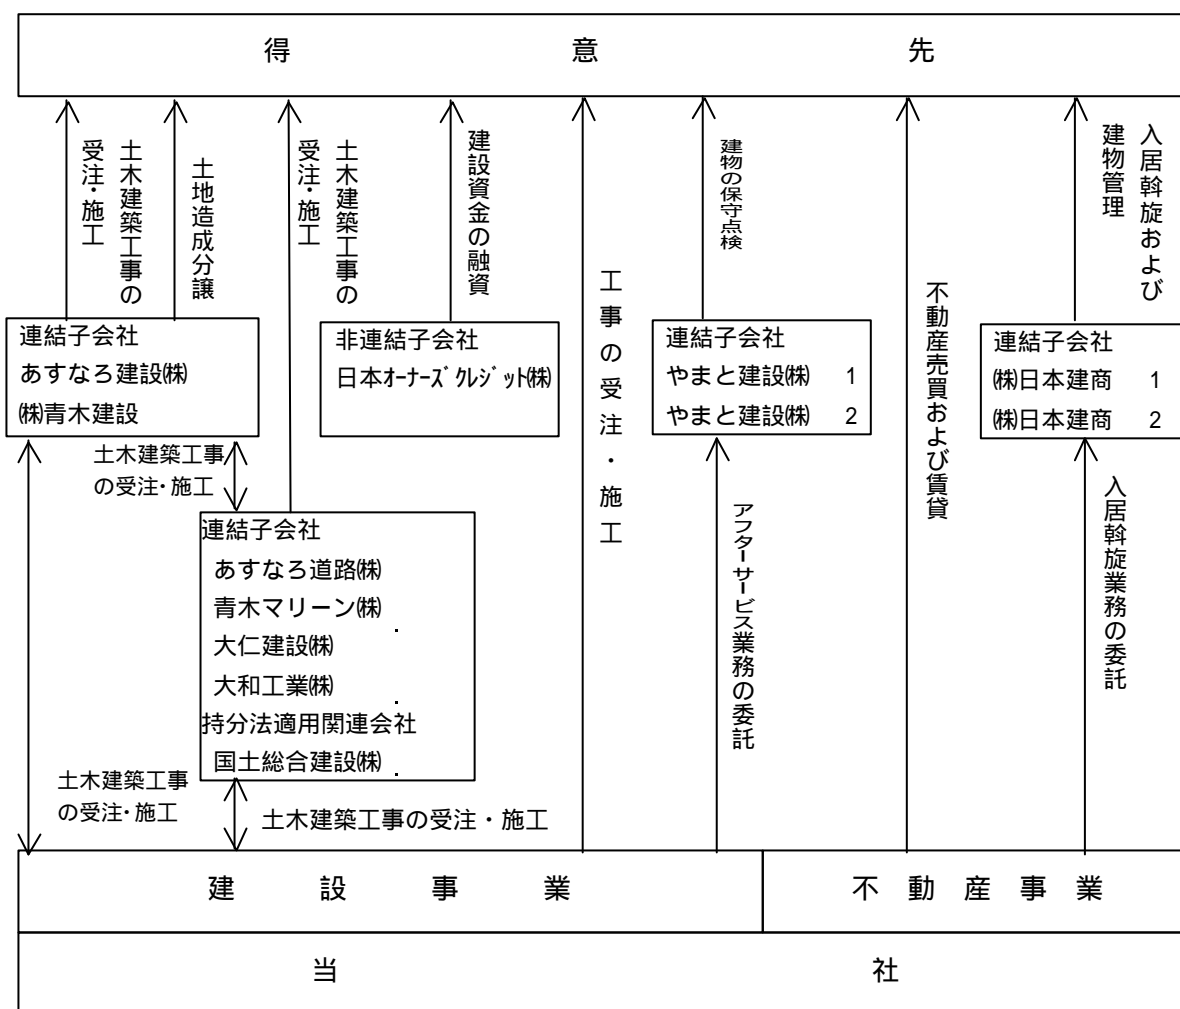 得意先
土木建築工事の
受注・施工
土地造成分譲
土木建築工事の
受注・施工
建設資金の融資
工事の受注・施工
建物の保守点検
不動産売買および賃貸
入居斡旋および
建物管理
連結子会社
あすなろ建設㈱
㈱青木建設
非連結子会社
日本オーナーズクレジット㈱
連結子会社
やまと建設㈱ 1
やまと建設㈱ 2
連結子会社
㈱日本建商 1
㈱日本建商 2
土木建築工事
の受注・施工
連結子会社
あすなろ道路㈱
青木マリーン㈱
大仁建設㈱
大和工業㈱
持分法適用関連会社
国土総合建設㈱
アフターサービス業務の委託
入居斡旋業務の委託
土木建築工事
の受注・施工
土木建築工事の受注・施工
建設事業
不動産事業
当社